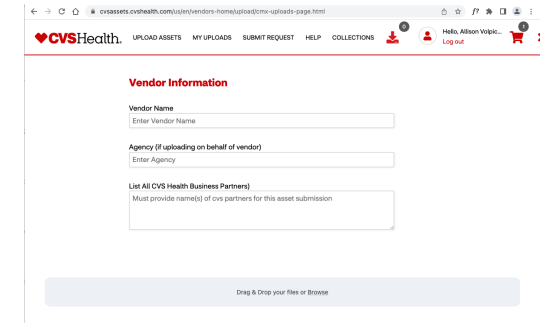 cvsassets.cvshealth.com/us/en/vendors-home/upload/cmx-uploads-page.html
CVSHealth. UPLOAD ASSETS MY UPLOADS SUBMIT REQUEST HELP COLLECTIONS 0 Hello, Allison Volpic...
Log out
Vendor Information
Vendor Name
Enter Vendor Name
Agency (if uploading on behalf of vendor)
Enter Agency
List All CVS Health Business Partners)
Must provide name(s) of cvs partners for this asset submission
Drag & Drop your files or Browse